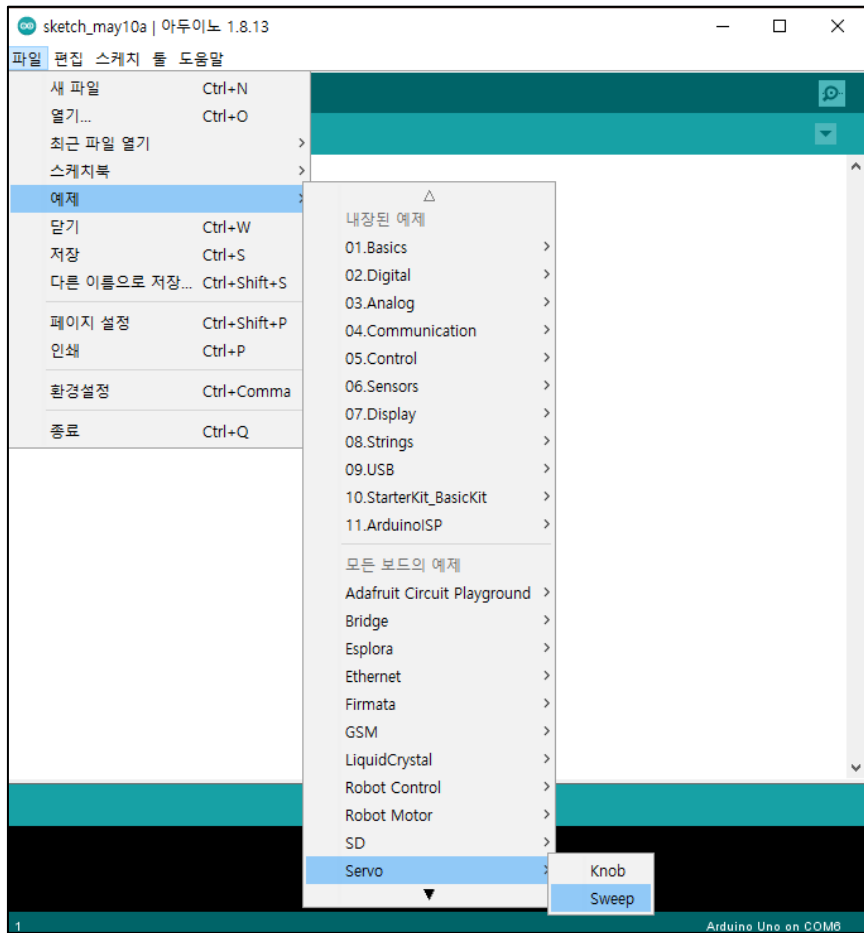 sketch_may10a | 아두이노 1.8.13
파일 편집 스케치 툴 도움말
새 파일 Ctrl+N
열기... Ctrl+O
최근 파일 열기
스케치북
예제
닫기 Ctrl+W
저장 Ctrl+S
다른 이름으로 저장... Ctrl+Shift+S
페이지 설정 Ctrl+Shift+P
인쇄 Ctrl+P
환경설정 Ctrl+Comma
종료 Ctrl+Q
내장된 예제
01.Basics
02.Digital
03.Analog
04.Communication
05.Control
06.Sensors
07.Display
08.Strings
09.USB
10.StarterKit_BasicKit
11.ArduinoISP
모든 보드의 예제
Adafruit Circuit Playground
Bridge
Esplora
Ethernet
Firmata
GSM
LiquidCrystal
Robot Control
Robot Motor
SD
Servo
Knob
Sweep
1 Arduino Uno on COM6